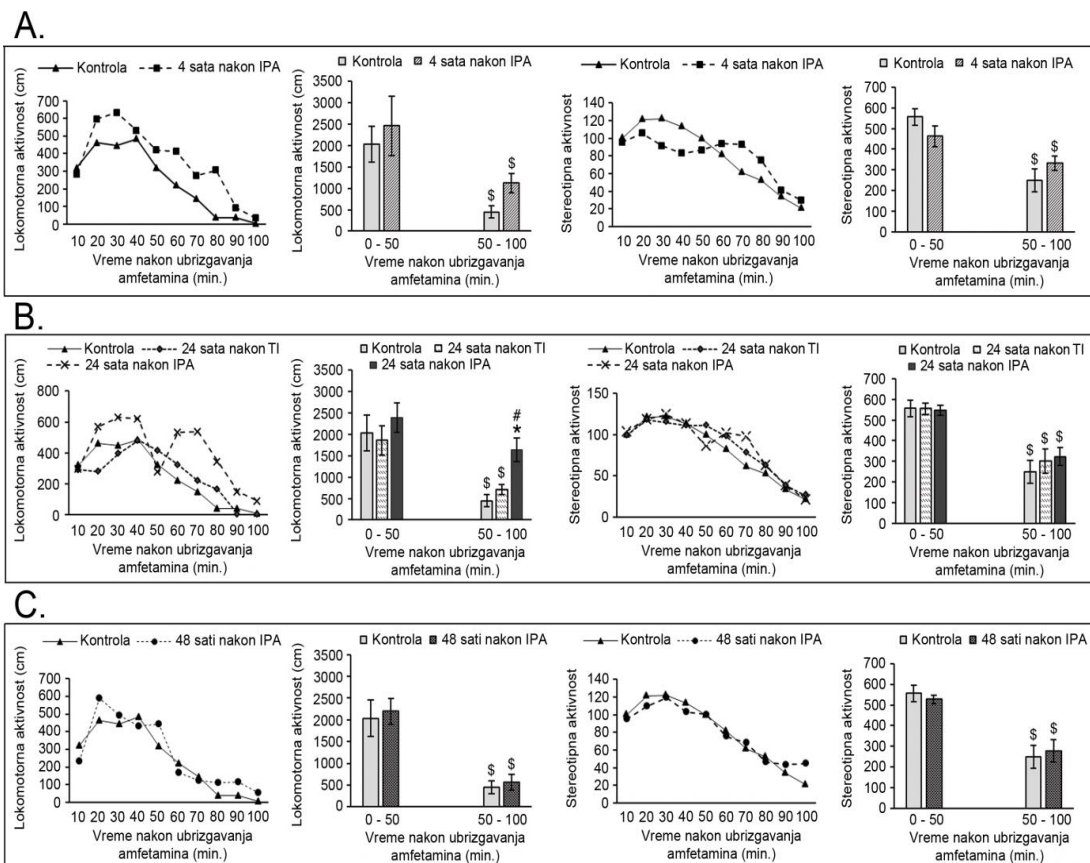 A.
Kontrola 4 sata nakon IPA
Lokomotorna aktivnost (cm)
700
600
500
400
300
200
100
0
10 20 30 40 50 60 70 80 90 100
Vreme nakon ubrizgavanja
amfetamina (min.)
Kontrola 4 sata nakon IPA
Lokomotorna aktivnost (cm)
3500
3000
2500
2000
1500
1000
500
0
$ $
0 - 50 50 - 100
Vreme nakon ubrizgavanja
amfetamina (min.)
Kontrola 4 sata nakon IPA
Stereotipna aktivnost
140
120
100
80
60
40
20
10 20 30 40 50 60 70 80 90 100
Vreme nakon ubrizgavanja
amfetamina (min.)
Kontrola 4 sata nakon IPA
Stereotipna aktivnost
700
600
500
400
300
200
100
0
$ $
0 - 50 50 - 100
Vreme nakon ubrizgavanja
amfetamina (min.)
B.
Kontrola 24 sata nakon TI
24 sata nakon IPA
Lokomotorna aktivnost (cm)
800
600
400
200
0
10 20 30 40 50 60 70 80 90 100
Vreme nakon ubrizgavanja
amfetamina (min.)
Kontrola 24 sata nakon TI
24 sata nakon IPA
Lokomotorna aktivnost (cm)
3500
3000
2500
2000
1500
1000
500
0
#
*
$ $
0 - 50 50 - 100
Vreme nakon ubrizgavanja
amfetamina (min.)
Kontrola 24 sata nakon TI
24 sata nakon IPA
Stereotipna aktivnost
150
100
50
0
10 20 30 40 50 60 70 80 90 100
Vreme nakon ubrizgavanja
amfetamina (min.)
Kontrola 24 sata nakon TI
24 sata nakon IPA
Stereotipna aktivnost
700
600
500
400
300
200
100
0
$ $ $
0 - 50 50 - 100
Vreme nakon ubrizgavanja
amfetamina (min.)
C.
Kontrola 48 sati nakon IPA
Lokomotorna aktivnost (cm)
700
600
500
400
300
200
100
0
10 20 30 40 50 60 70 80 90 100
Vreme nakon ubrizgavanja
amfetamina (min.)
Kontrola 48 sati nakon IPA
Lokomotorna aktivnost (cm)
3500
3000
2500
2000
1500
1000
500
0
$ $
0 - 50 50 - 100
Vreme nakon ubrizgavanja
amfetamina (min.)
Kontrola 48 sati nakon IPA
Stereotipna aktivnost
140
120
100
80
60
40
20
0
10 20 30 40 50 60 70 80 90 100
Vreme nakon ubrizgavanja
amfetamina (min.)
Kontrola 48 sati nakon IPA
Stereotipna aktivnost
700
600
500
400
300
200
100
0
$ $
0 - 50 50 - 100
Vreme nakon ubrizgavanja
amfetamina (min.)